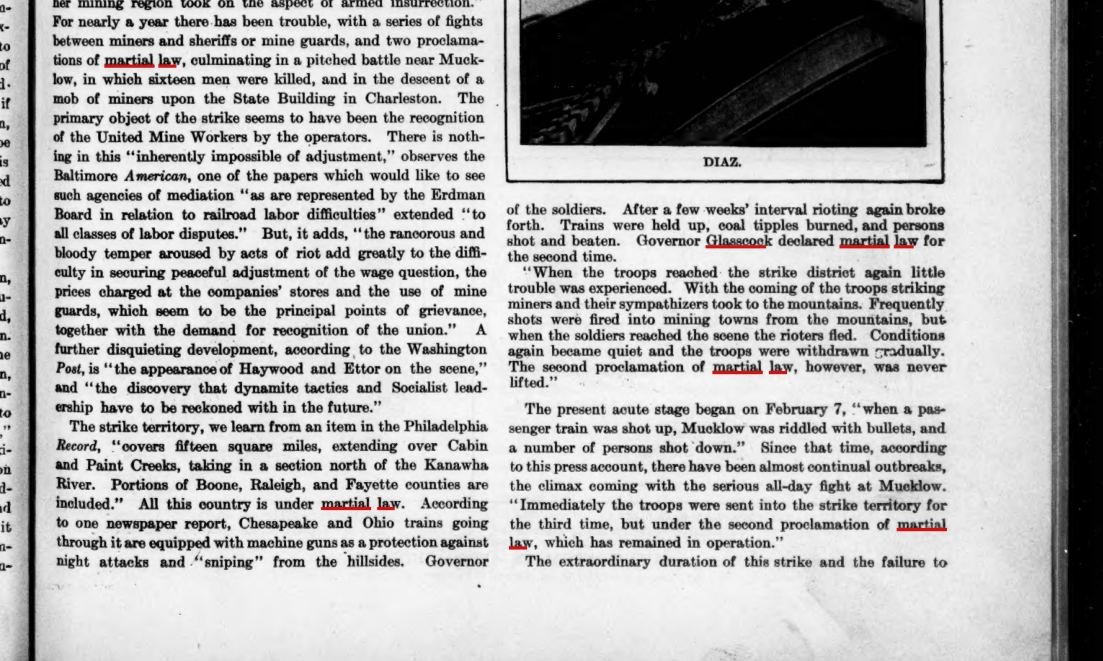 her mining region took on the aspect of armed insurrection."
For nearly a year there has been trouble, with a series of fights
between miners and sheriffs or mine guards, and two proclama-
tions of martial law, culminating in a pitched battle near Muck-
low, in which sixteen men were killed, and in the descent of a
mob of miners upon the State Building in Charleston. The
primary object of the strike seems to have been the recognition
of the United Mine Workers by the operators. There is noth-
ing in this "inherently impossible of adjustment," observes the
Baltimore American, one of the papers which would like to see
such agencies of mediation "as are represented by the Erdman
Board in relation to railroad labor difficulties" extended "to
all classes of labor disputes." But, it adds, "the rancorous and
bloody temper aroused by acts of riot add greatly to the diffi-
culty in securing peaceful adjustment of the wage question, the
prices charged at the companies' stores and the use of mine
guards, which seem to be the principal points of grievance,
together with the demand for recognition of the union." A
further disquieting development, according to the Washington
Post, is "the appearance of Haywood and Ettor on the scene,"
and "the discovery that dynamite tactics and Socialist lead-
ership have to be reckoned with in the future."
The strike territory, we learn from an item in the Philadelphia
Record, "covers fifteen square miles, extending over Cabin
and Paint Creeks, taking in a section north of the Kanawha
River. Portions of Boone, Raleigh, and Fayette counties are
included." All this country is under martial law. According
to one newspaper report, Chesapeake and Ohio trains going
through it are equipped with machine guns as a protection against
night attacks and "sniping" from the hillsides. Governor
DIAZ.
of the soldiers. After a few weeks' interval rioting again broke
forth. Trains were held up, coal tipples burned, and persons
shot and beaten. Governor Glasscock declared martial law for
the second time.
"When the troops reached the strike district again little
trouble was experienced. With the coming of the troops striking
miners and their sympathizers took to the mountains. Frequently
shots were fired into mining towns from the mountains, but
when the soldiers reached the scene the rioters fled. Conditions
again became quiet and the troops were withdrawn gradually.
The second proclamation of martial law, however, was never
lifted."
The present acute stage began on February 7, "when a pas-
senger train was shot up, Mucklow was riddled with bullets, and
a number of persons shot down." Since that time, according
to this press account, there have been almost continual outbreaks,
the climax coming with the serious all-day fight at Mucklow.
"Immediately the troops were sent into the strike territory for
the third time, but under the second proclamation of martial
law, which has remained in operation."
The extraordinary duration of this strike and the failure to